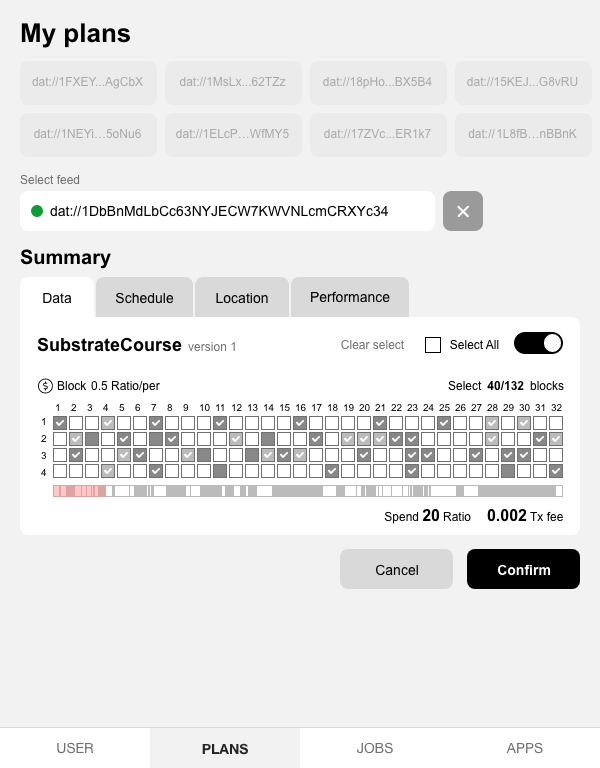 My plans
dat://1FXEY...AgCbX dat://1MsLx...62TZz dat://18pHo...BX5B4 dat://15KEJ...G8vRU
dat://1NEYi...5oNu6 dat://1ELcP...WfMY5 dat://17ZVc...ER1k7 dat://1L8fB...nBBnK
Select feed
dat://1DbBnMdLbCc63NYJECW7KWVNLcmCRXYc34
Summary
Data Schedule Location Performance
SubstrateCourse version 1 Clear select Select All
$ Block 0.5 Ratio/per Select 40/132 blocks
1 2 3 4 5 6 7 8 9 10 11 12 13 14 15 16 17 18 19 20 21 22 23 24 25 26 27 28 29 30 31 32
1
2
3
4
Spend 20 Ratio 0.002 Tx fee
Cancel Confirm
USER PLANS JOBS APPS